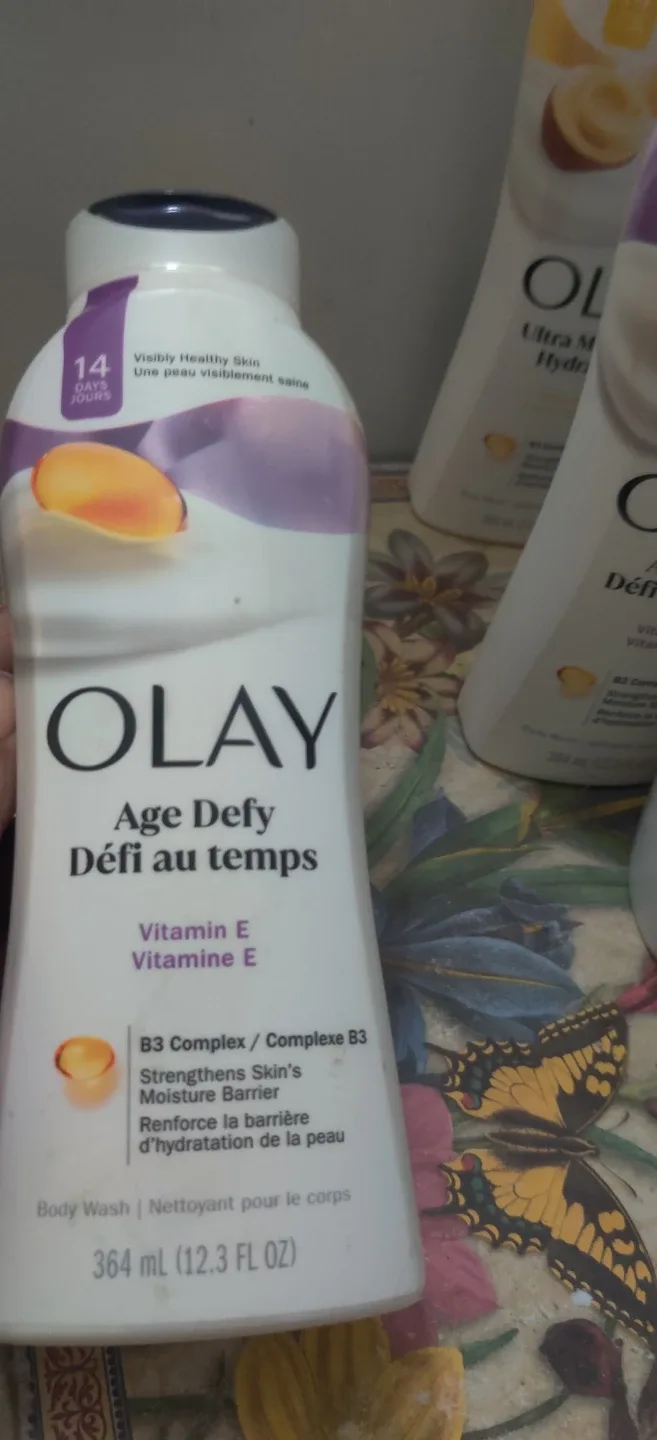 14
DAYS
JOURS
Visibly Healthy Skin
Une peau visiblement saine
OLAY
Age Defy
Défi au temps
Vitamin E
Vitamine E
B3 Complex / Complexe B3
Strengthens Skin's
Moisture Barrier
Renforce la barrière
d'hydratation de la peau
Body Wash | Nettoyant pour le corps
364 mL (12.3 FL OZ)
OL
Ultra M
Hydr
Défi
B3 Com